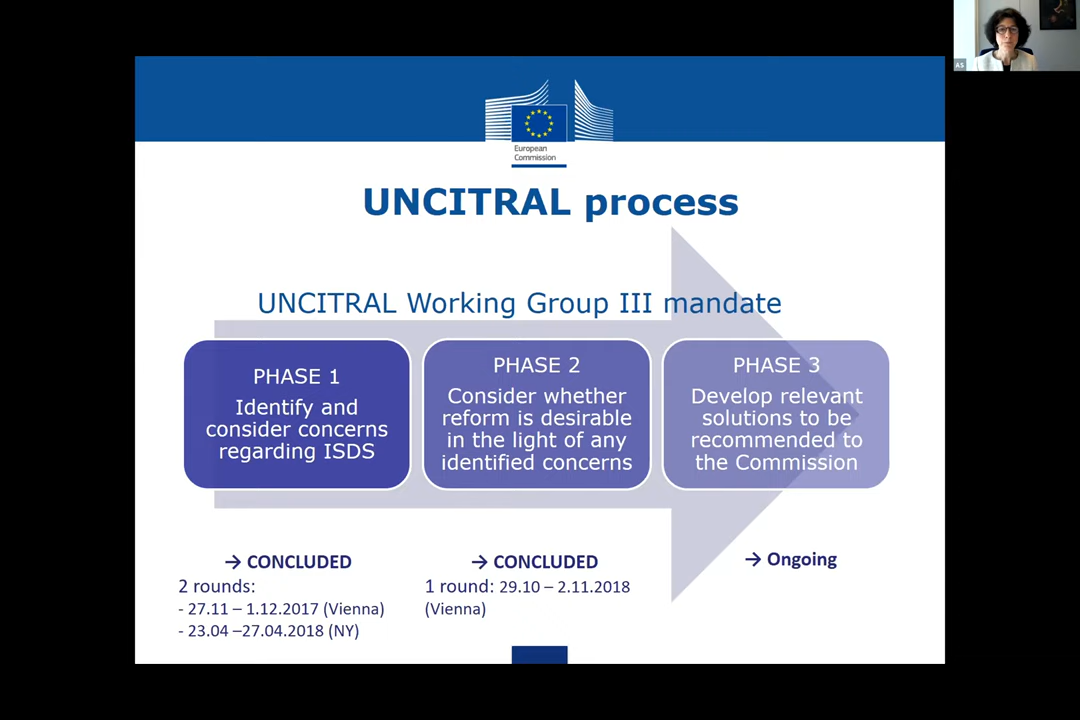 AS
European
Commission
UNCITRAL process
UNCITRAL Working Group III mandate
PHASE 1
Identify and
consider concerns
regarding ISDS
PHASE 2
Consider whether
reform is desirable
in the light of any
identified concerns
PHASE 3
Develop relevant
solutions to be
recommended to
the Commission
→ CONCLUDED
2 rounds:
- 27.11 – 1.12.2017 (Vienna)
- 23.04 –27.04.2018 (NY)
→ CONCLUDED
1 round: 29.10 – 2.11.2018
(Vienna)
→ Ongoing